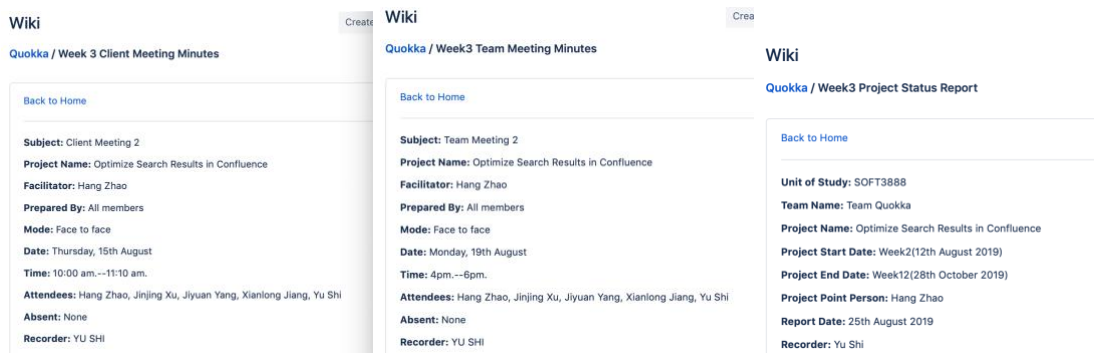 Wiki
Create
Quokka / Week 3 Client Meeting Minutes
Back to Home
Subject: Client Meeting 2
Project Name: Optimize Search Results in Confluence
Facilitator: Hang Zhao
Prepared By: All members
Mode: Face to face
Date: Thursday, 15th August
Time: 10:00 am.--11:10 am.
Attendees: Hang Zhao, Jinjing Xu, Jiyuan Yang, Xianlong Jiang, Yu Shi
Absent: None
Recorder: YU SHI
Wiki
Crea
Quokka / Week3 Team Meeting Minutes
Back to Home
Subject: Team Meeting 2
Project Name: Optimize Search Results in Confluence
Facilitator: Hang Zhao
Prepared By: All members
Mode: Face to face
Date: Monday, 19th August
Time: 4pm.--6pm.
Attendees: Hang Zhao, Jinjing Xu, Jiyuan Yang, Xianlong Jiang, Yu Shi
Absent: None
Recorder: YU SHI
Wiki
Quokka / Week3 Project Status Report
Back to Home
Unit of Study: SOFT3888
Team Name: Team Quokka
Project Name: Optimize Search Results in Confluence
Project Start Date: Week2(12th August 2019)
Project End Date: Week12(28th October 2019)
Project Point Person: Hang Zhao
Report Date: 25th August 2019
Recorder: Yu Shi